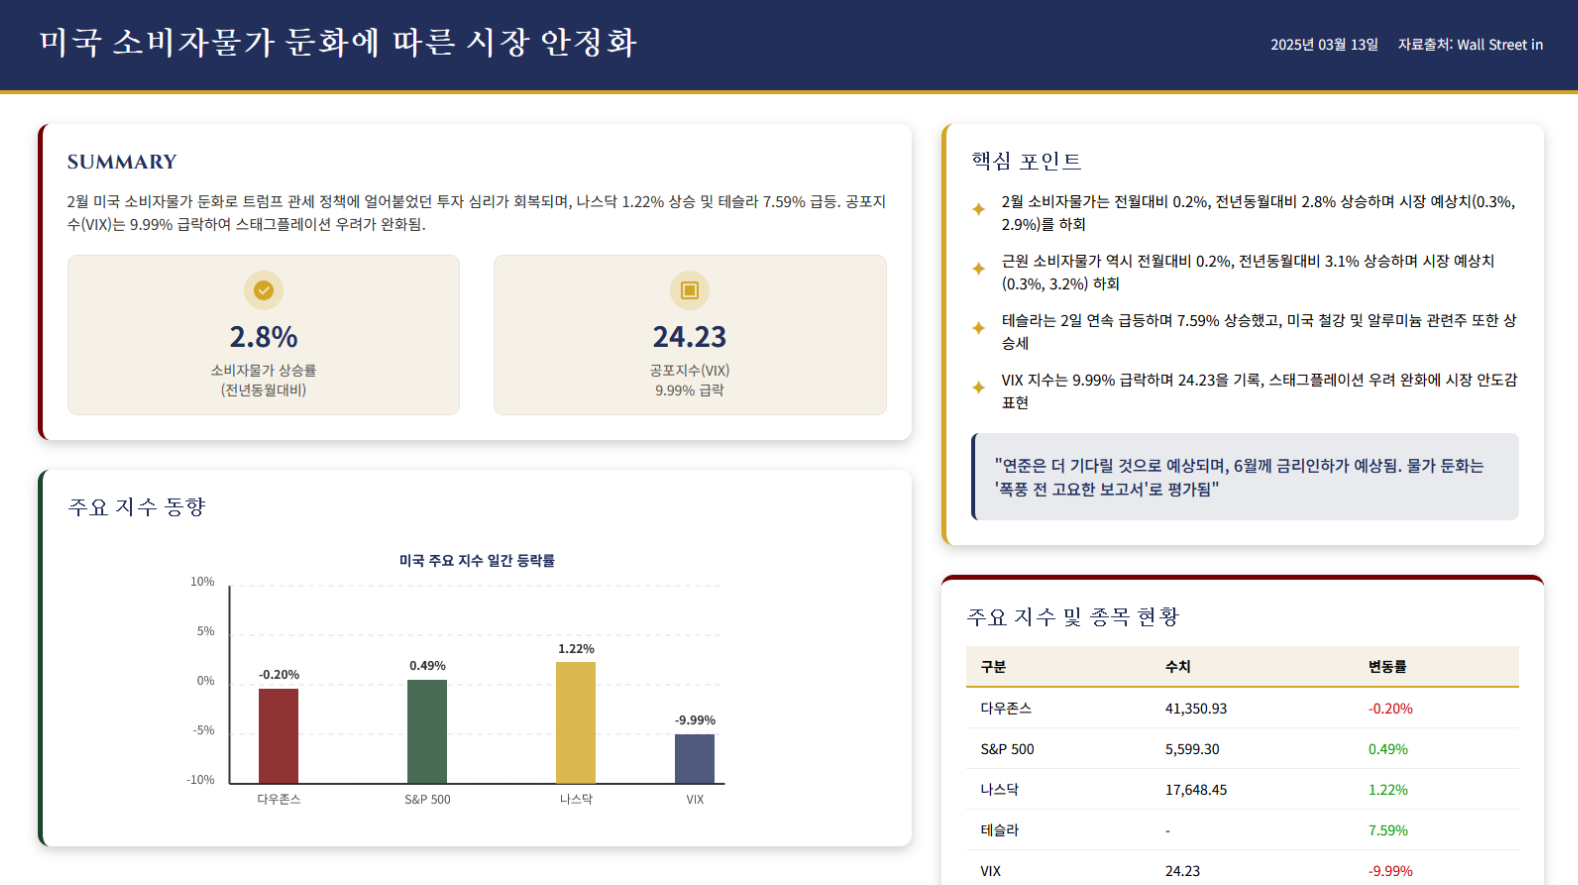 미국 소비자물가 둔화에 따른 시장 안정화
2025년 03월 13일 자료출처: Wall Street in
SUMMARY
2월 미국 소비자물가 둔화로 트럼프 관세 정책에 얼어붙었던 투자 심리가 회복되며, 나스닥 1.22% 상승 및 테슬라 7.59% 급등. 공포지
수(VIX)는 9.99% 급락하여 스태그플레이션 우려가 완화됨.
2.8%
소비자물가 상승률
(전년동월대비)
24.23
공포지수(VIX)
9.99% 급락
주요 지수 동향
미국 주요 지수 일간 등락률
10%
5%
0%
-5%
-10%
-0.20%
0.49%
1.22%
-9.99%
다우존스
S&P 500
나스닥
VIX
핵심 포인트
2월 소비자물가는 전월대비 0.2%, 전년동월대비 2.8% 상승하며 시장 예상치(0.3%,
2.9%)를 하회
근원 소비자물가 역시 전월대비 0.2%, 전년동월대비 3.1% 상승하며 시장 예상치
(0.3%, 3.2%) 하회
테슬라는 2일 연속 급등하며 7.59% 상승했고, 미국 철강 및 알루미늄 관련주 또한 상
승세
VIX 지수는 9.99% 급락하며 24.23을 기록, 스태그플레이션 우려 완화에 시장 안도감
표현
"연준은 더 기다릴 것으로 예상되며, 6월께 금리인하가 예상됨. 물가 둔화는
'폭풍 전 고요한 보고서'로 평가됨"
주요 지수 및 종목 현황
구분 수치 변동률
다우존스 41,350.93 -0.20%
S&P 500 5,599.30 0.49%
나스닥 17,648.45 1.22%
테슬라 - 7.59%
VIX 24.23 -9.99%